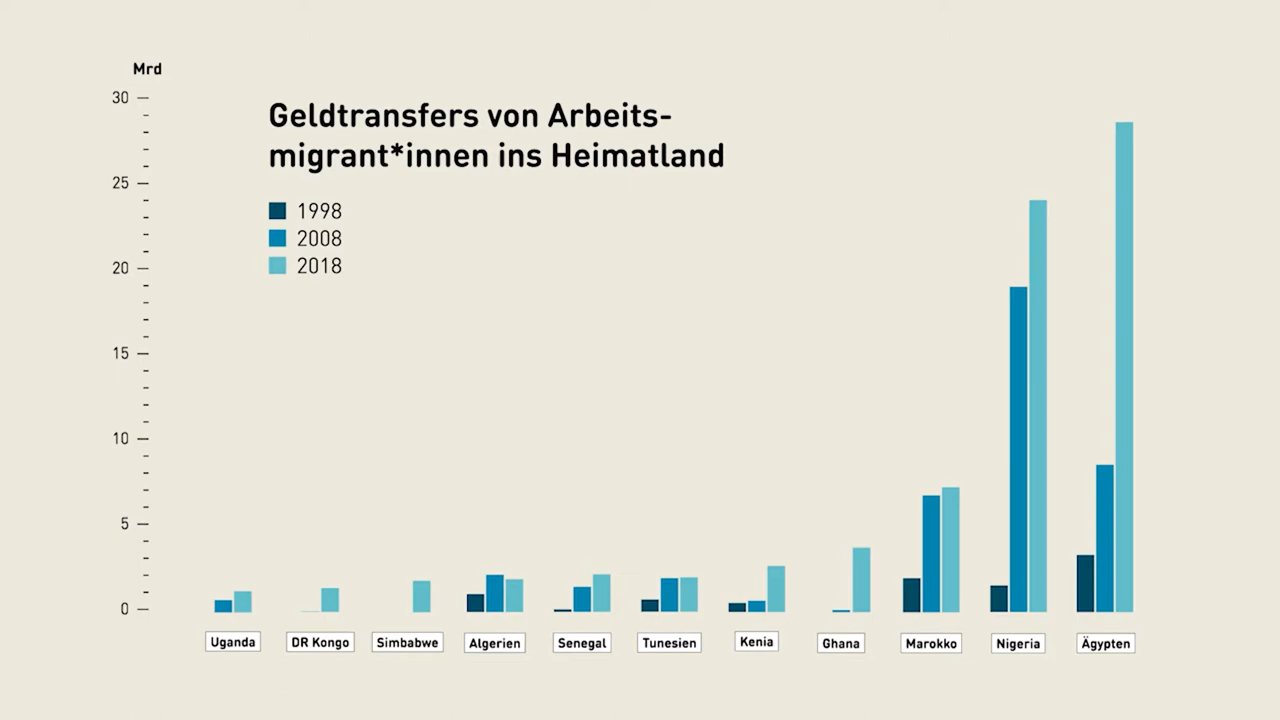 Mrd
30
Geldtransfers von Arbeits-
migrant*innen ins Heimatland
25
1998
2008
20
2018
15
10
5
0
Uganda DR Kongo Simbabwe Algerien Senegal Tunesien Kenia Ghana Marokko Nigeria Ägypten